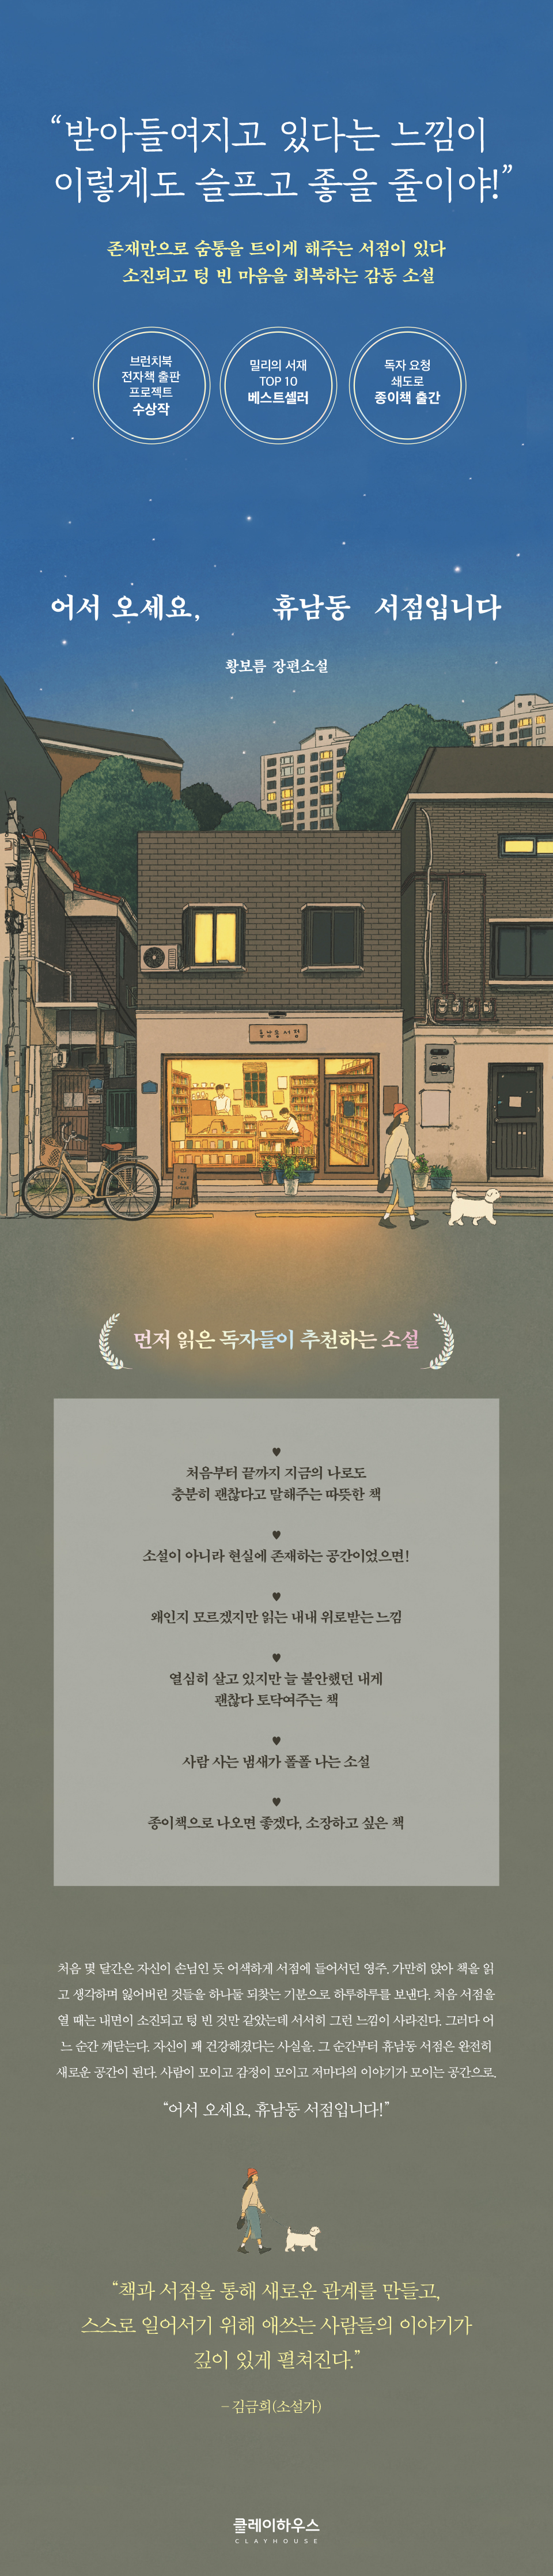 “받아들여지고 있다는 느낌이
이렇게도 슬프고 좋을 줄이야!”
존재만으로 숨통을 트이게 해주는 서점이 있다
소진되고 텅 빈 마음을 회복하는 감동 소설
브런치북
전자책 출판
프로젝트
수상작
밀리의 서재
TOP 10
베스트셀러
독자 요청
쇄도로
종이책 출간
어서 오세요, 휴남동 서점입니다
황보름 장편소설
휴남동 서점
먼저 읽은 독자들이 추천하는 소설
♥
처음부터 끝까지 지금의 나로도
충분히 괜찮다고 말해주는 따뜻한 책
♥
소설이 아니라 현실에 존재하는 공간이었으면!
♥
왜인지 모르겠지만 읽는 내내 위로받는 느낌
♥
열심히 살고 있지만 늘 불안했던 내게
괜찮다 토닥여주는 책
♥
사람 사는 냄새가 폴폴 나는 소설
♥
종이책으로 나오면 좋겠다, 소장하고 싶은 책
처음 몇 달간은 자신이 손님인 듯 어색하게 서점에 들어서던 영주. 가만히 앉아 책을 읽
고 생각하며 잃어버린 것들을 하나둘 되찾는 기분으로 하루하루를 보낸다. 처음 서점을
열 때는 내면이 소진되고 텅 빈 것만 같았는데 서서히 그런 느낌이 사라진다. 그러다 어
느 순간 깨닫는다. 자신이 꽤 건강해졌다는 사실을. 그 순간부터 휴남동 서점은 완전히
새로운 공간이 된다. 사람이 모이고 감정이 모이고 저마다의 이야기가 모이는 공간으로.
“어서 오세요, 휴남동 서점입니다!”
“책과 서점을 통해 새로운 관계를 만들고,
스스로 일어서기 위해 애쓰는 사람들의 이야기가
깊이 있게 펼쳐진다.”
– 김금희(소설가)
클레이하우스
CLAYHOUSE